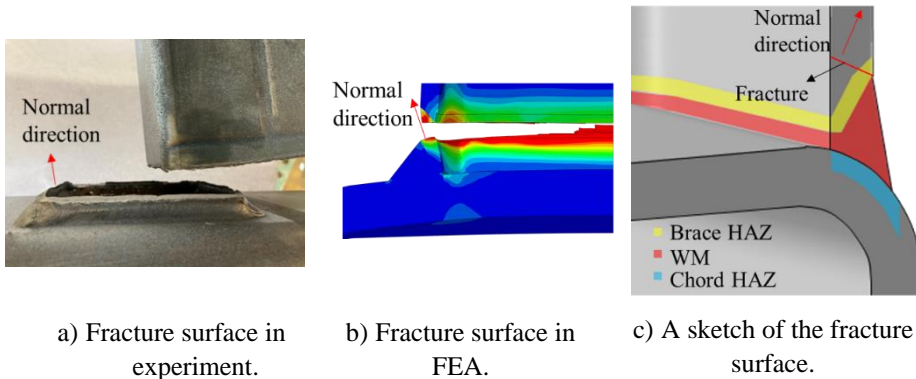 Normal
direction
Normal
direction
Normal
direction
Fracture
Brace HAZ
WM
Chord HAZ
a) Fracture surface in
experiment.
b) Fracture surface in
FEA.
c) A sketch of the fracture
surface.